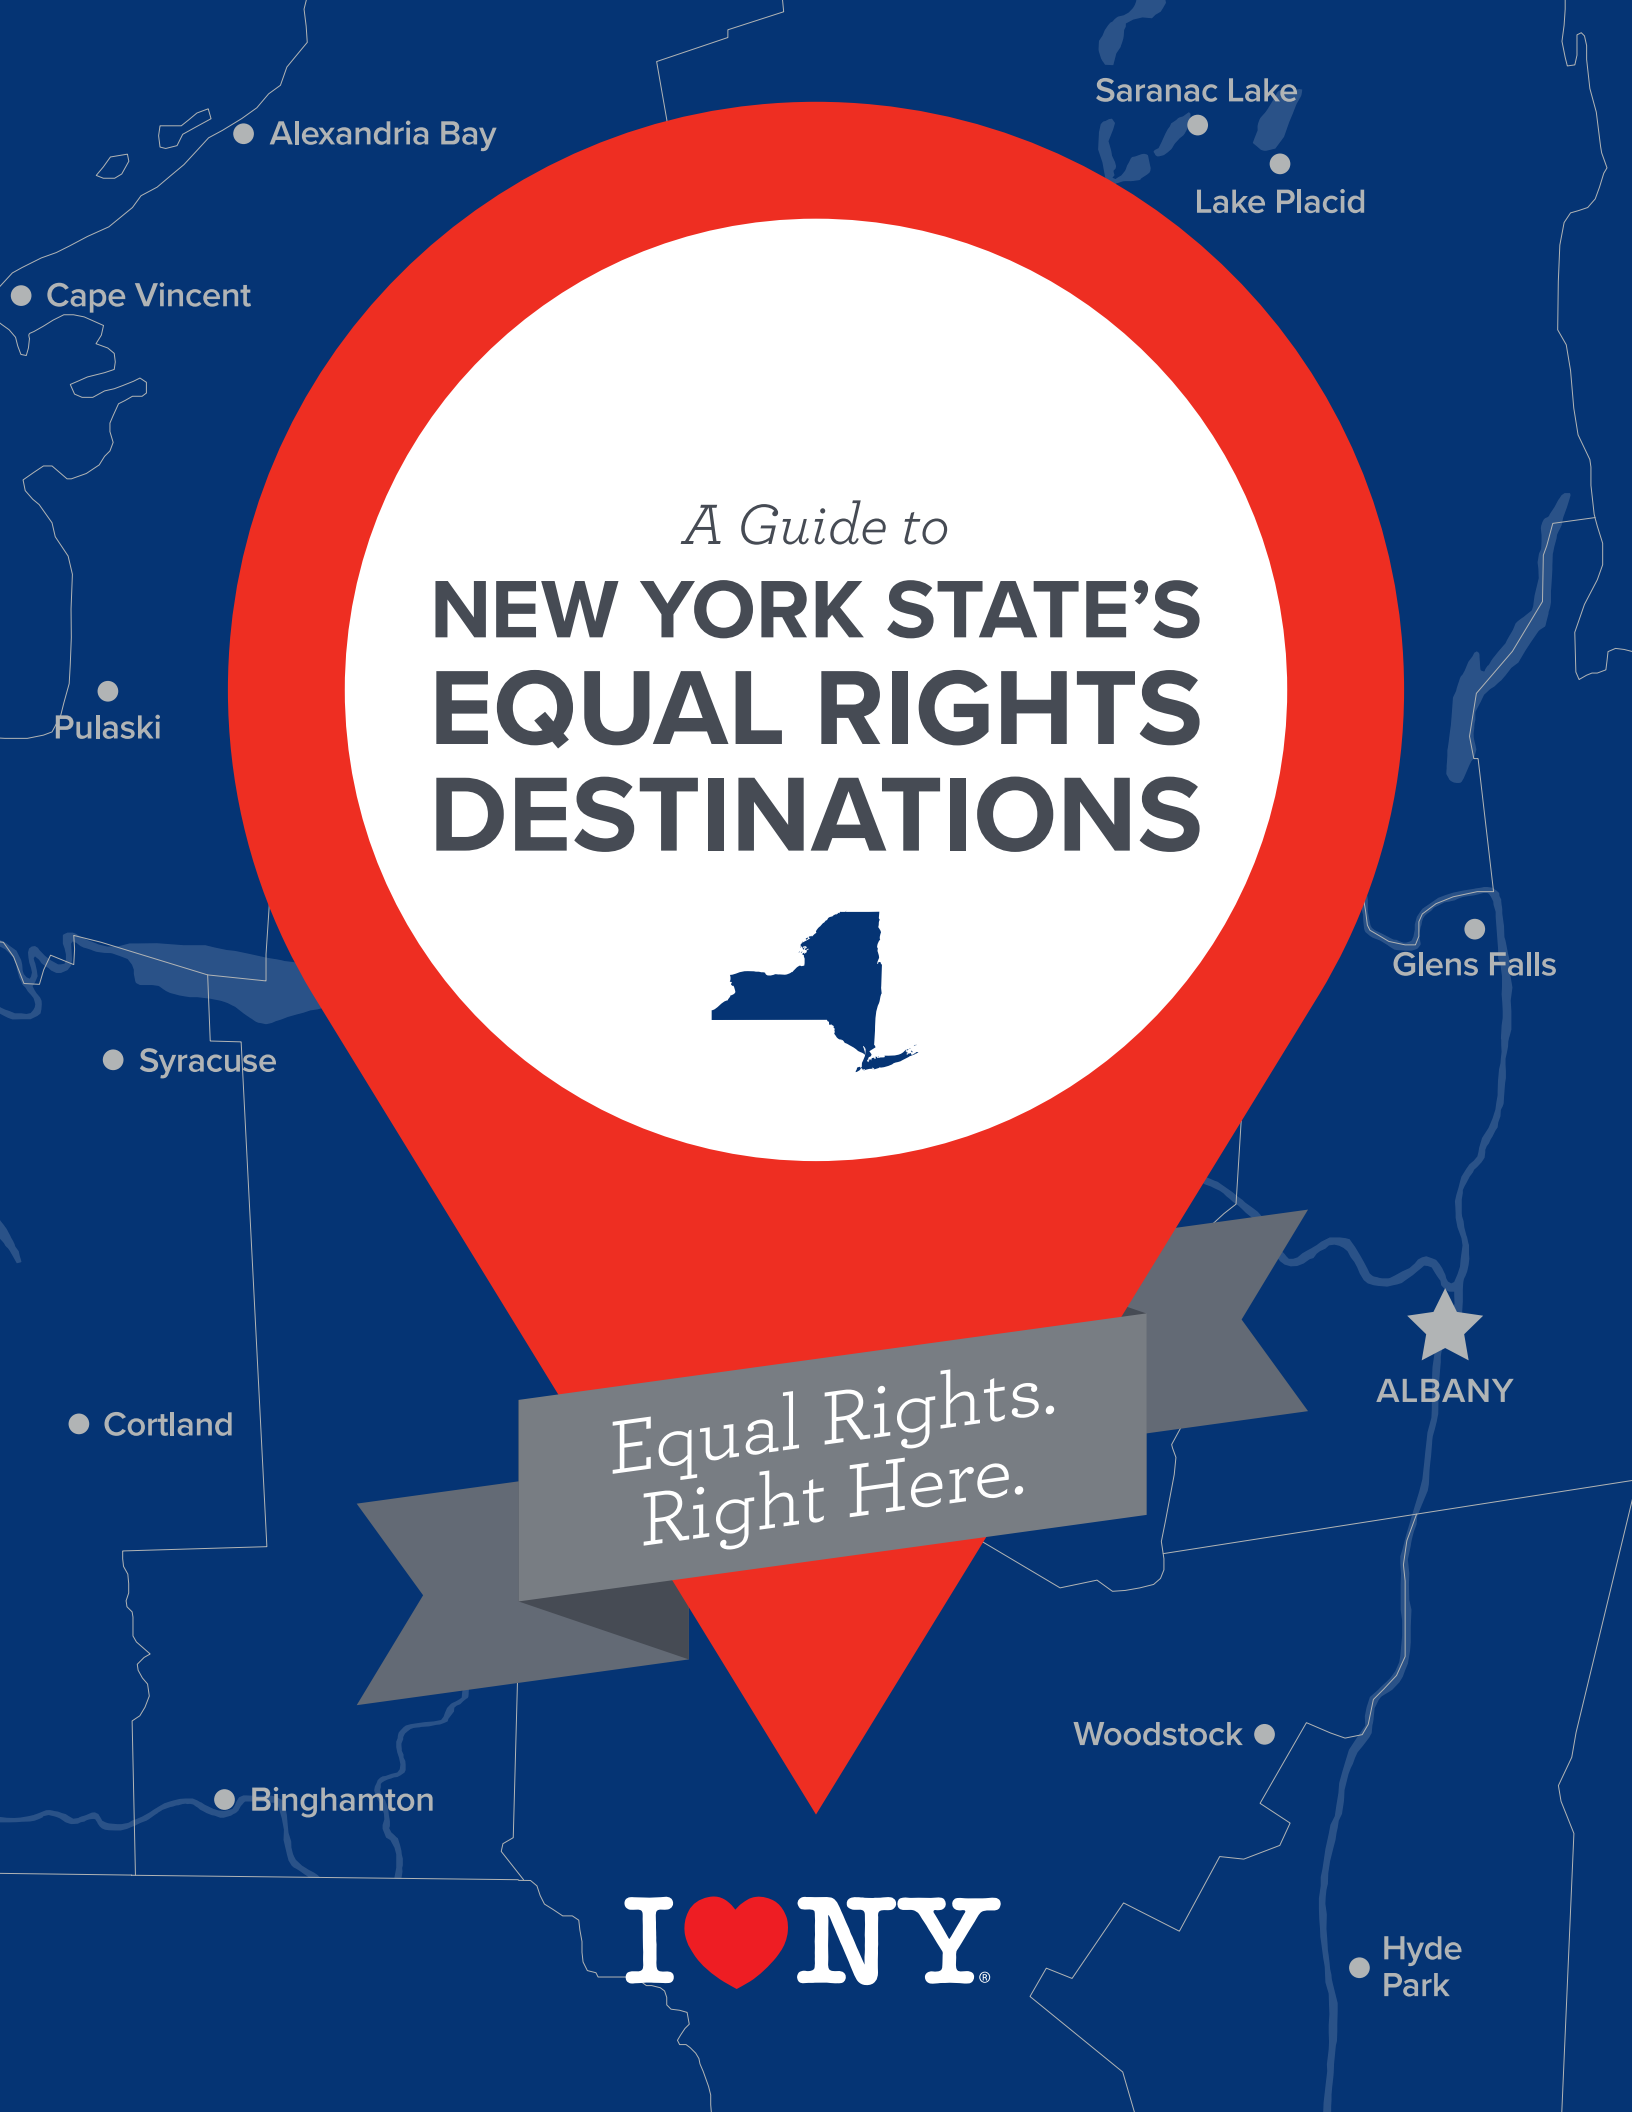 Saranac Lake
Alexandria Bay
Lake Placid
Cape Vincent
A Guide to
NEW YORK STATE’S
EQUAL RIGHTS
DESTINATIONS
Pulaski
Glens Falls
Syracuse
ALBANY
Equal Rights.
Right Here.
Cortland
Woodstock
Binghamton
I NY®
Hyde
Park